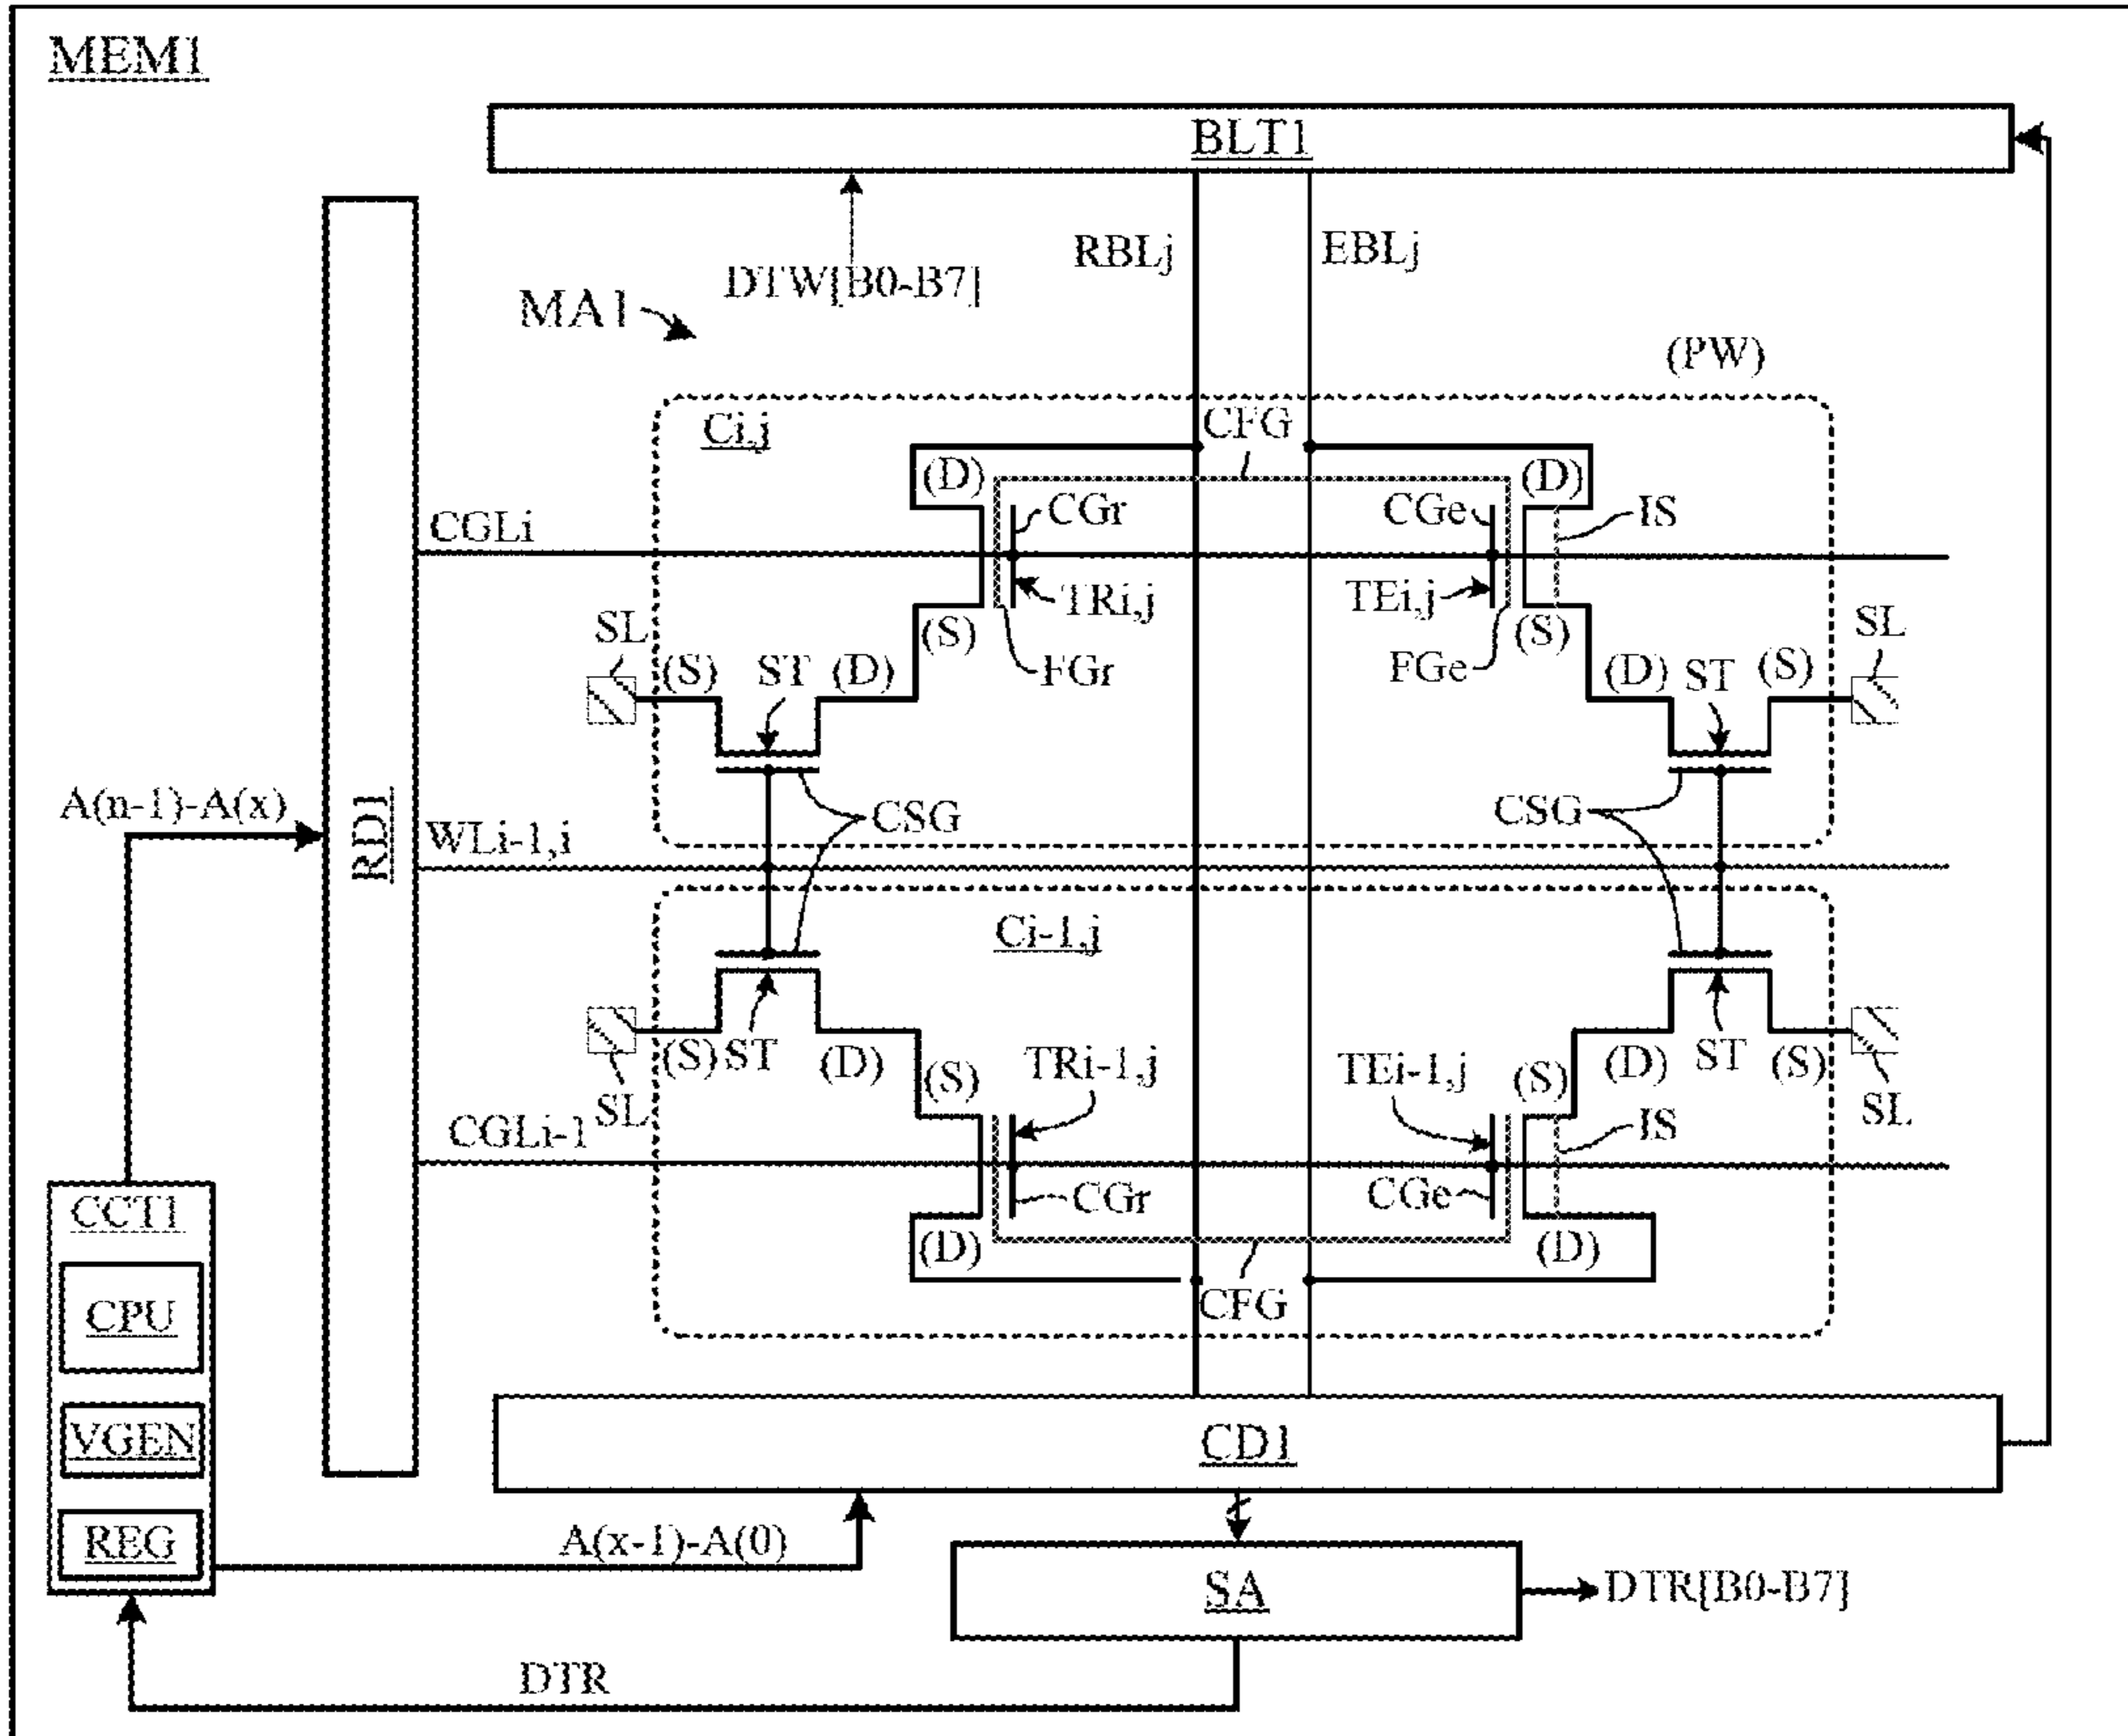 MEM1
BLT1
RBLj
EBLj
DTW[B0-B7]
MA1
(PW)
Ci,j
CFG
(D)
(D)
CGLi
CGr
CGe
IS
TRi,j
TEi,j
SL
(S)
(S)
SL
(S)
ST
(D)
FGr
FGe
(D)
ST
(S)
A(n-1)-A(x)
RD1
CSG
CSG
WLi-1,i
Ci-1,j
(S)
ST
(D)
(S)
TRi-1,j
TEi-1,j
(S)
(D)
ST
(S)
SL
SL
CGLi-1
IS
CCT1
CGr
CGe
(D)
(D)
CPU
CFG
VGEN
CD1
REG
A(x-1)-A(0)
SA
DTR[B0-B7]
DTR